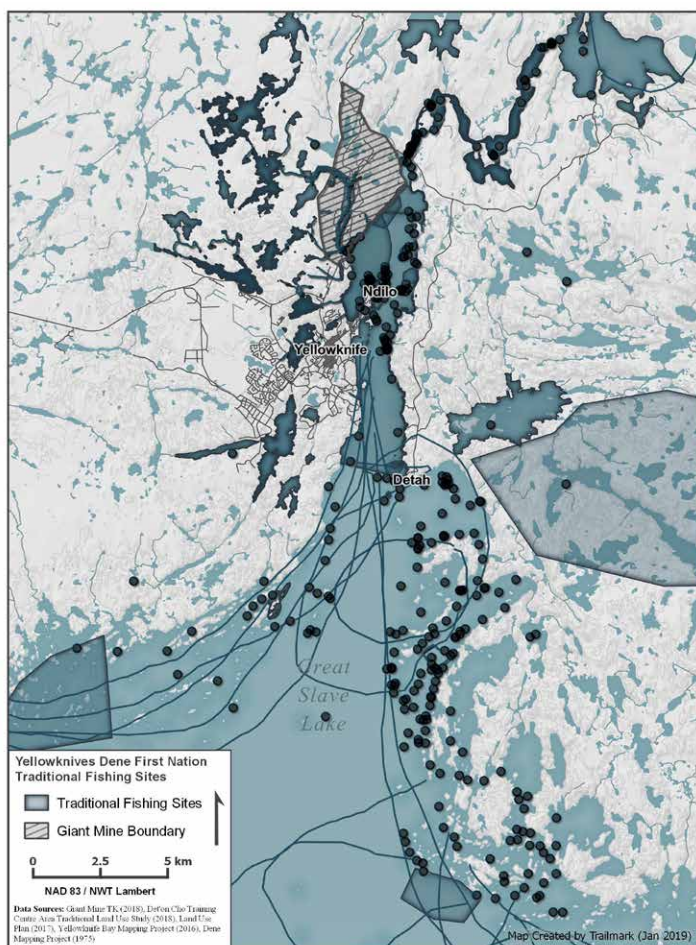 Ndilo
Yellowknife
Detah
Great
Slave
Lake
Yellowknives Dene First Nation
Traditional Fishing Sites
Traditional Fishing Sites
Giant Mine Boundary
0 2.5 5 km
NAD 83 / NWT Lambert
Data Sources: Giant Mine TK (2018), Det'on Cho Training
Centre Area Traditional Land Use Study (2018), Land Use
Plan (2017), Yellowknife Bay Mapping Project (2016), Dene
Mapping Project (1975)
Map Created by Trailmark (Jan 2019)